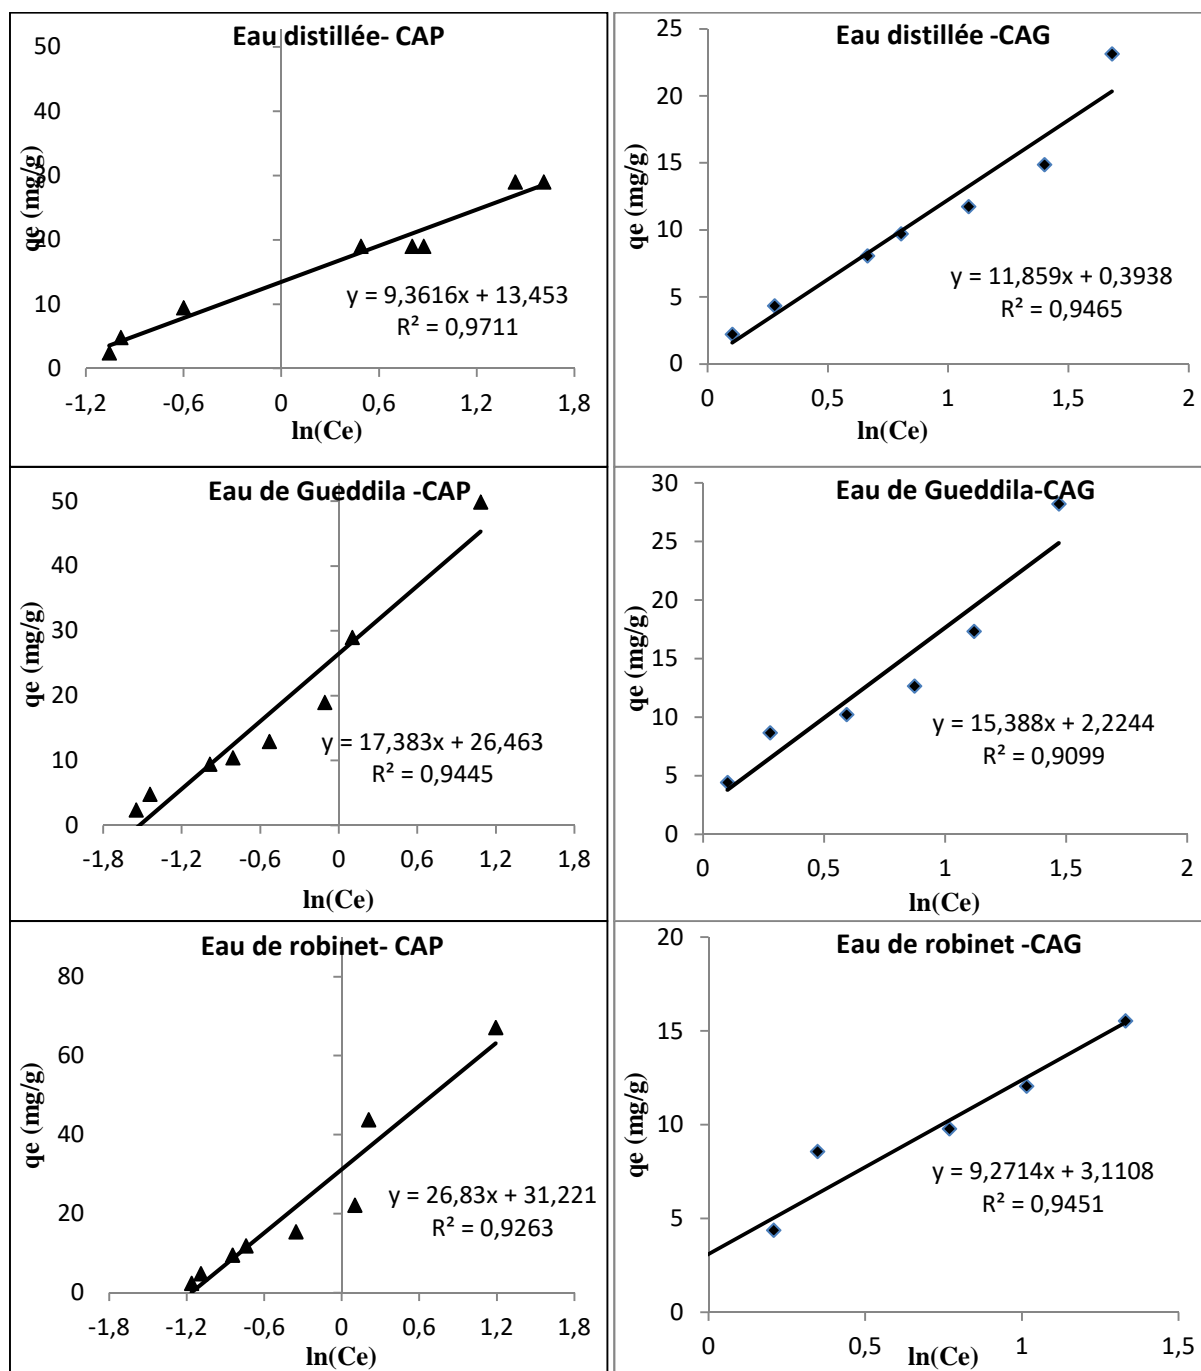 Eau distillée- CAP
50
40
30
20
10
0
qe (mg/g)
y = 9,3616x + 13,453
R² = 0,9711
-1,2 -0,6 0 0,6 1,2 1,8
ln(Ce)
Eau distillée -CAG
25
20
15
10
5
0
qe (mg/g)
y = 11,859x + 0,3938
R² = 0,9465
0 0,5 1 1,5 2
ln(Ce)
Eau de Gueddila -CAP
50
40
30
20
10
0
qe (mg/g)
y = 17,383x + 26,463
R² = 0,9445
-1,8 -1,2 -0,6 0 0,6 1,2 1,8
ln(Ce)
Eau de Gueddila-CAG
30
25
20
15
10
5
0
qe (mg/g)
y = 15,388x + 2,2244
R² = 0,9099
0 0,5 1 1,5 2
ln(Ce)
Eau de robinet- CAP
80
60
40
20
0
qe (mg/g)
y = 26,83x + 31,221
R² = 0,9263
-1,8 -1,2 -0,6 0 0,6 1,2 1,8
ln(Ce)
Eau de robinet -CAG
20
15
10
5
0
qe (mg/g)
y = 9,2714x + 3,1108
R² = 0,9451
0 0,5 1 1,5
ln(Ce)